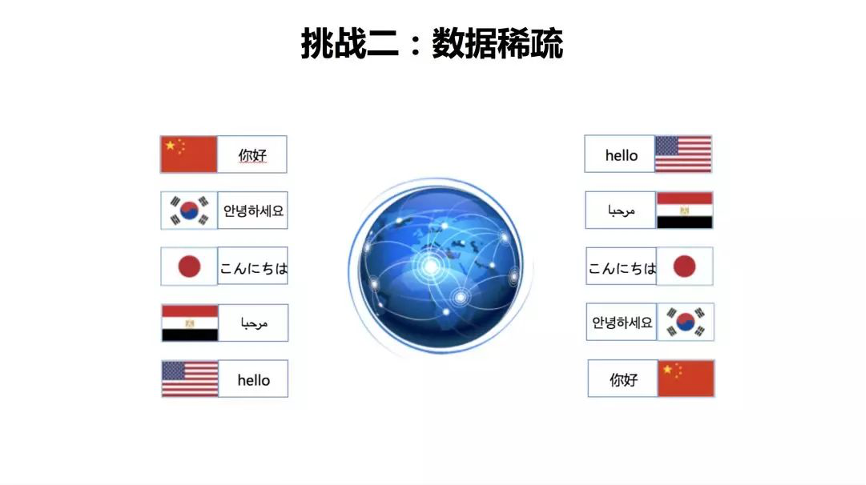 挑战二：数据稀疏
你好
안녕하세요
こんにちは
مرحبا
hello
hello
مرحبا
こんにちは
안녕하세요
你好